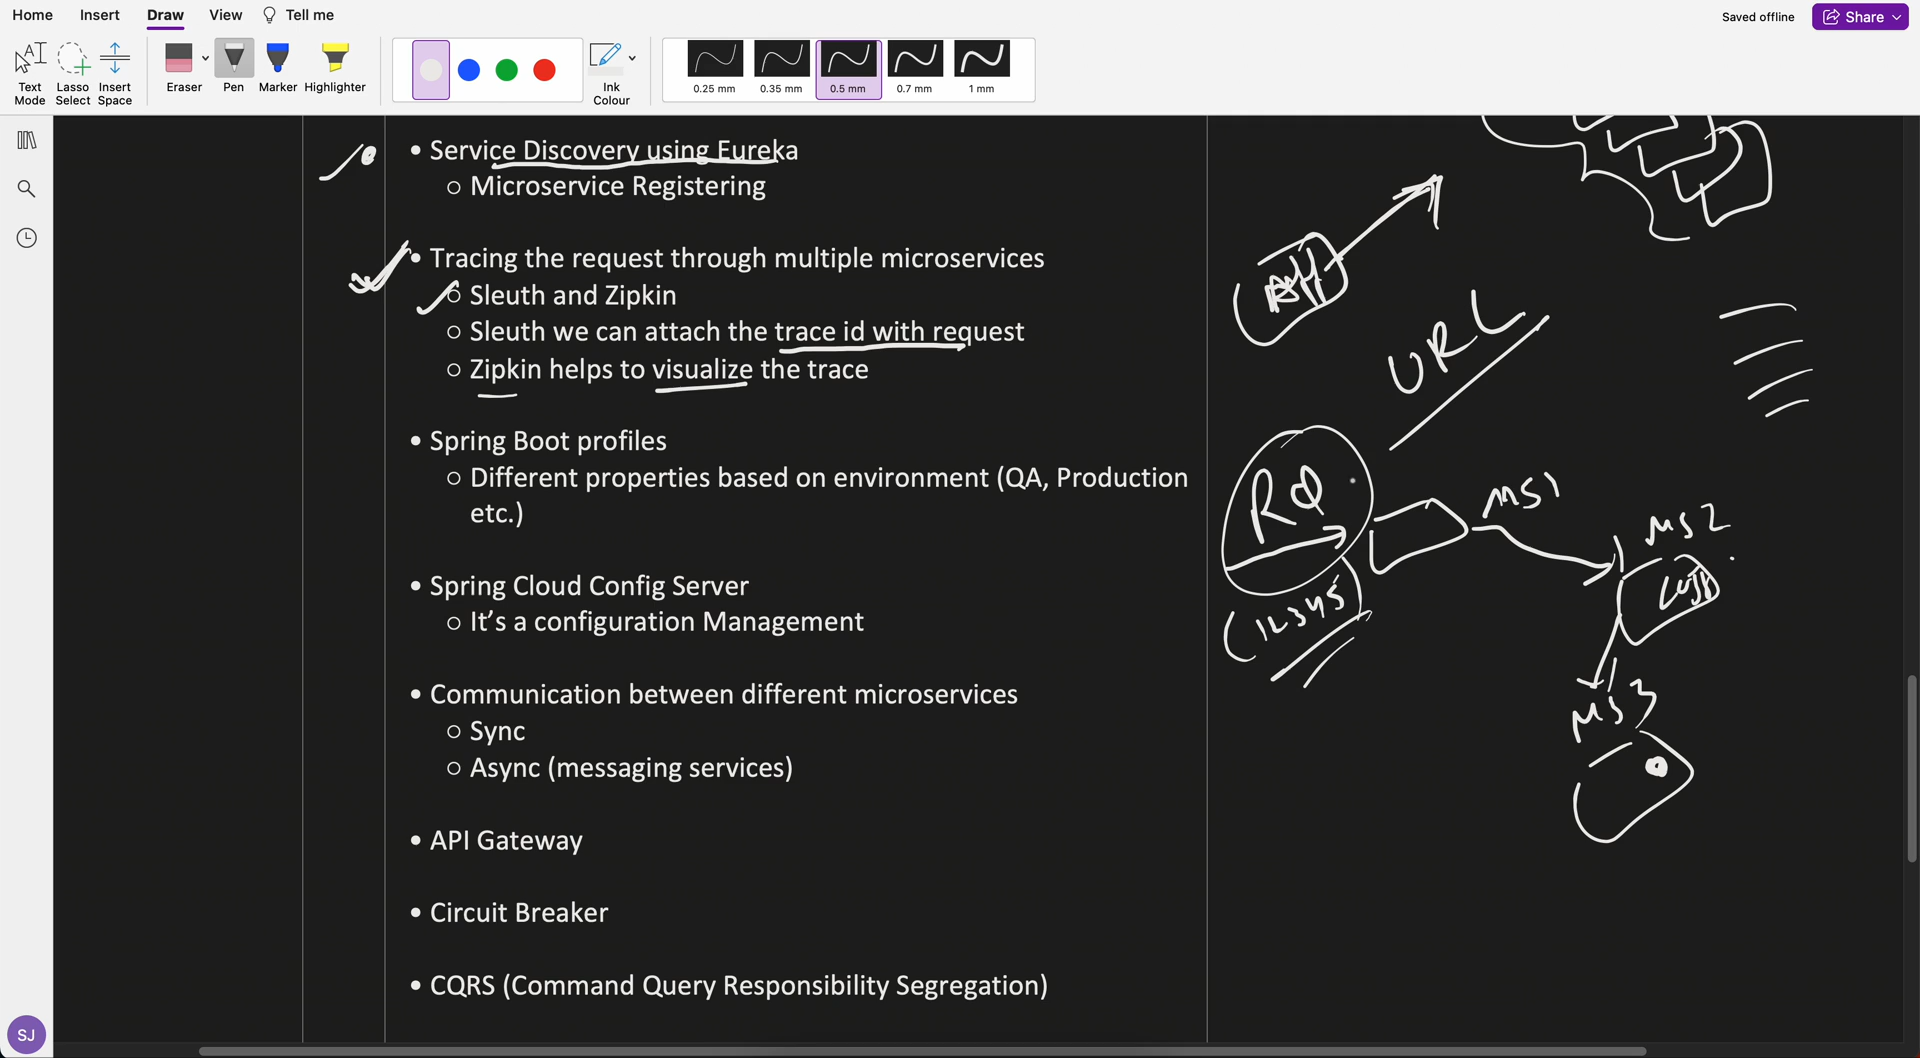 Home Insert Draw View Tell me
Saved offline Share
Text Mode
Lasso Select
Insert Space
Eraser
Pen
Marker
Highlighter
Ink Colour
0.25 mm
0.35 mm
0.5 mm
0.7 mm
1 mm
• Service Discovery using Eureka
○ Microservice Registering
• Tracing the request through multiple microservices
○ Sleuth and Zipkin
○ Sleuth we can attach the trace id with request
○ Zipkin helps to visualize the trace
• Spring Boot profiles
○ Different properties based on environment (QA, Production
etc.)
• Spring Cloud Config Server
○ It’s a configuration Management
• Communication between different microservices
○ Sync
○ Async (messaging services)
• API Gateway
• Circuit Breaker
• CQRS (Command Query Responsibility Segregation)
URL
RQ
MS1
MS2
12345
MS3
SJ